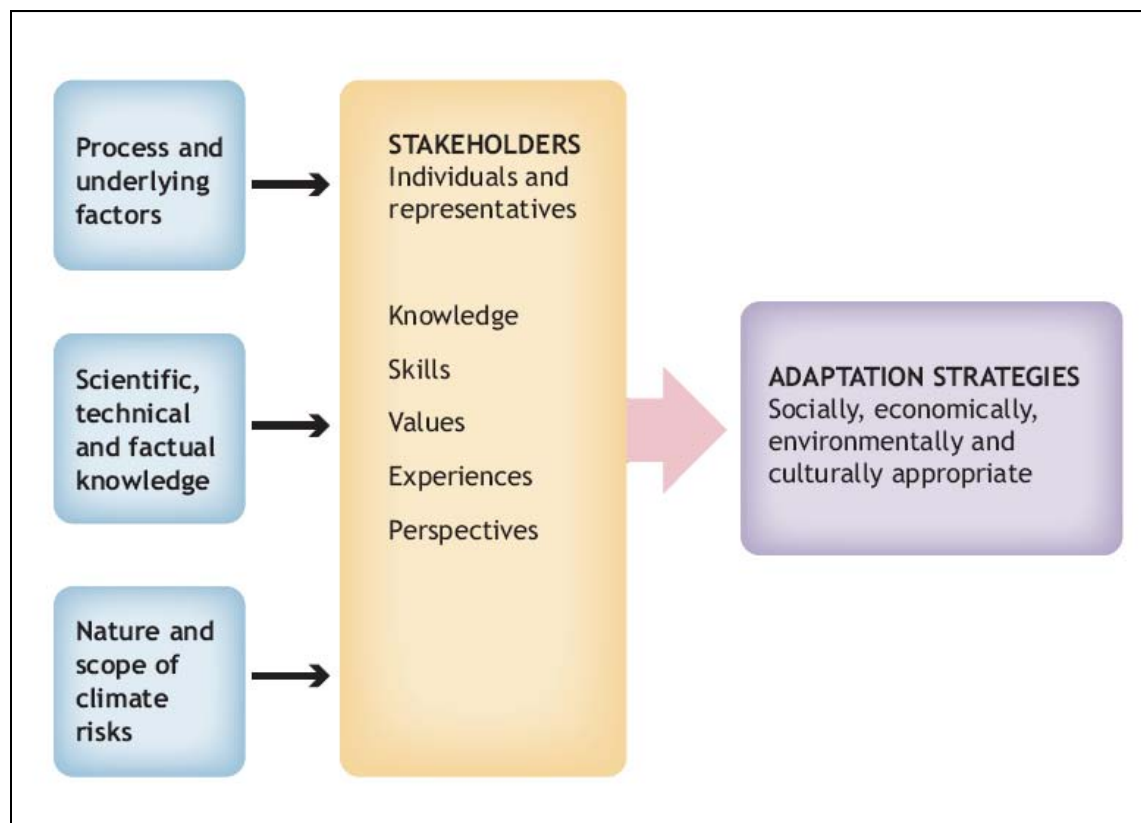 Process and
underlying
factors
Scientific,
technical
and factual
knowledge
Nature and
scope of
climate
risks
STAKEHOLDERS
Individuals and
representatives
Knowledge
Skills
Values
Experiences
Perspectives
ADAPTATION STRATEGIES
Socially, economically,
environmentally and
culturally appropriate